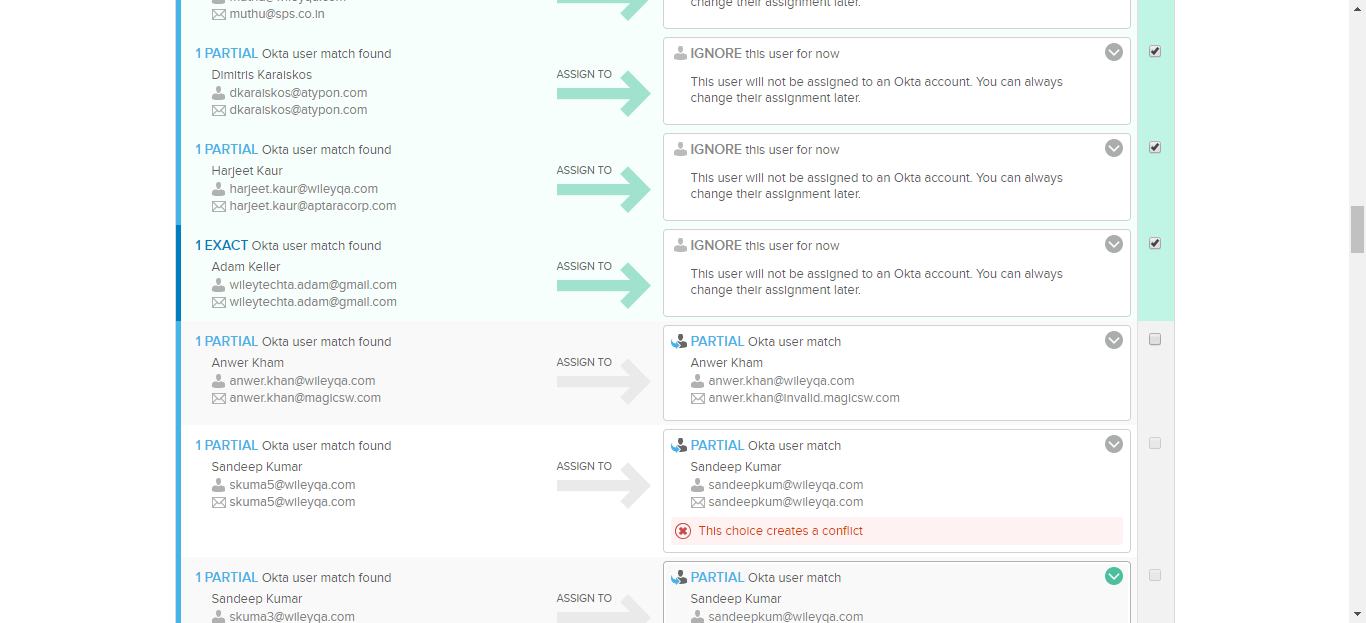 muthu@sps.co.in
change their assignment later.
1 PARTIAL Okta user match found
Dimitris Karaiskos
dkaraiskos@atypon.com
dkaraiskos@atypon.com
ASSIGN TO
IGNORE this user for now
This user will not be assigned to an Okta account. You can always
change their assignment later.
1 PARTIAL Okta user match found
Harjeet Kaur
harjeet.kaur@wileyqa.com
harjeet.kaur@aptaracorp.com
ASSIGN TO
IGNORE this user for now
This user will not be assigned to an Okta account. You can always
change their assignment later.
1 EXACT Okta user match found
Adam Keller
wileytechta.adam@gmail.com
wileytechta.adam@gmail.com
ASSIGN TO
IGNORE this user for now
This user will not be assigned to an Okta account. You can always
change their assignment later.
1 PARTIAL Okta user match found
Anwer Kham
anwer.khan@wileyqa.com
anwer.khan@magicsw.com
ASSIGN TO
PARTIAL Okta user match
Anwer Kham
anwer.khan@wileyqa.com
anwer.khan@invalid.magicsw.com
1 PARTIAL Okta user match found
Sandeep Kumar
skuma5@wileyqa.com
skuma5@wileyqa.com
ASSIGN TO
PARTIAL Okta user match
Sandeep Kumar
sandeepkum@wileyqa.com
sandeepkum@wileyqa.com
This choice creates a conflict
1 PARTIAL Okta user match found
Sandeep Kumar
skuma3@wileyqa.com
ASSIGN TO
PARTIAL Okta user match
Sandeep Kumar
sandeepkum@wileyqa.com